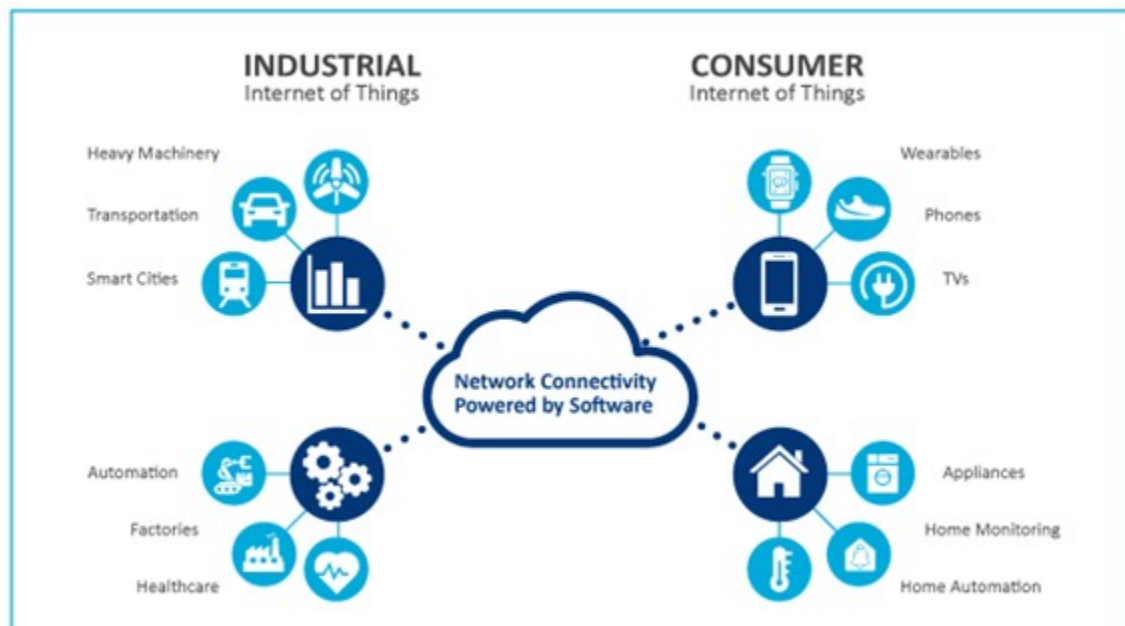 INDUSTRIAL
Internet of Things
CONSUMER
Internet of Things
Heavy Machinery
Transportation
Smart Cities
Wearables
Phones
TVs
Network Connectivity
Powered by Software
Automation
Factories
Healthcare
Appliances
Home Monitoring
Home Automation